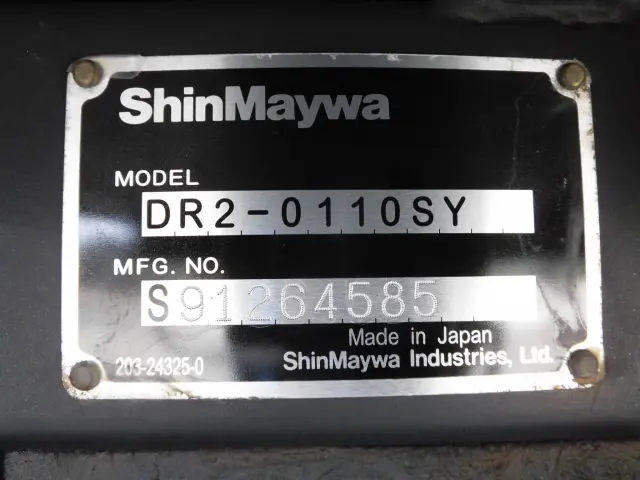 ShinMaywa
MODEL
DR2-0110SY
MFG. NO.
S91264585
Made in Japan
203-24325-0
ShinMaywa Industries, Ltd.